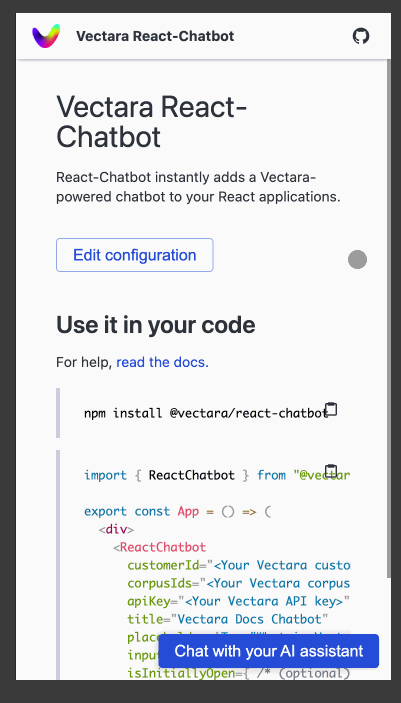 Vectara React-Chatbot
Vectara React-
Chatbot
React-Chatbot instantly adds a Vectara-
powered chatbot to your React applications.
Edit configuration
Use it in your code
For help, read the docs.
npm install @vectara/react-chatbot
import { ReactChatbot } from "@vectar
export const App = () => (
<div>
<ReactChatbot
customerId="<Your Vectara custo
corpusIds="<Your Vectara corpus
apiKey="<Your Vectara API key>"
title="Vectara Docs Chatbot"
Chat with your AI assistant
isInitiallyOpen={ /* (optional)